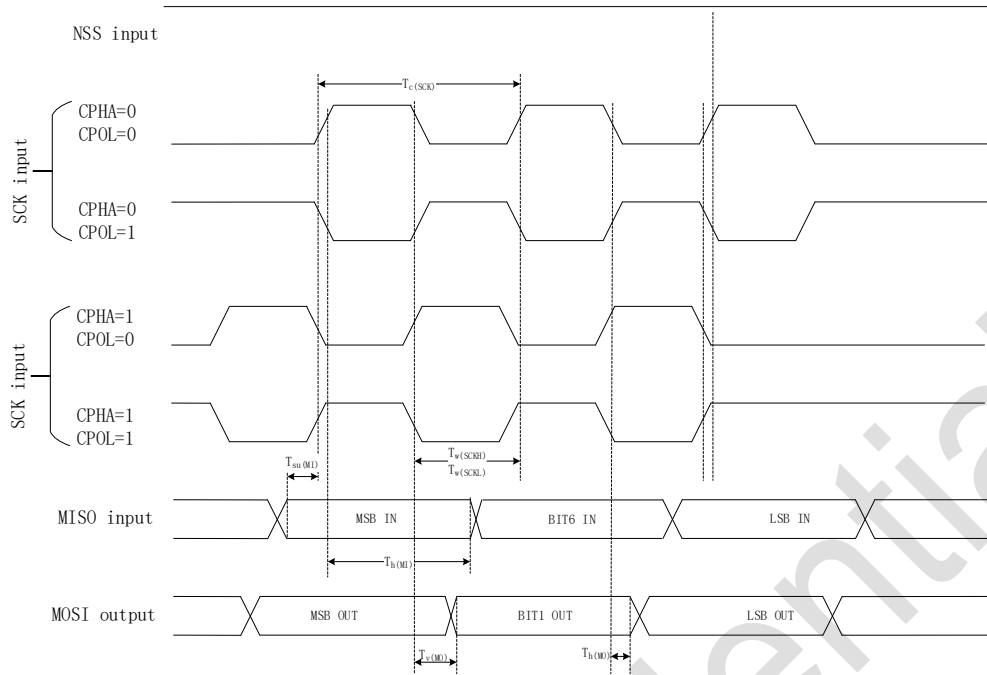 NSS input
Tc(SCK)
SCK input
CPHA=0
CPOL=0
CPHA=0
CPOL=1
SCK input
CPHA=1
CPOL=0
CPHA=1
CPOL=1
Tsu(MI)
Tw(SCKH)
Tw(SCKL)
MISO input
MSB IN
BIT6 IN
LSB IN
Th(MI)
MOSI output
MSB OUT
BIT1 OUT
LSB OUT
Tv(MO)
Th(MO)